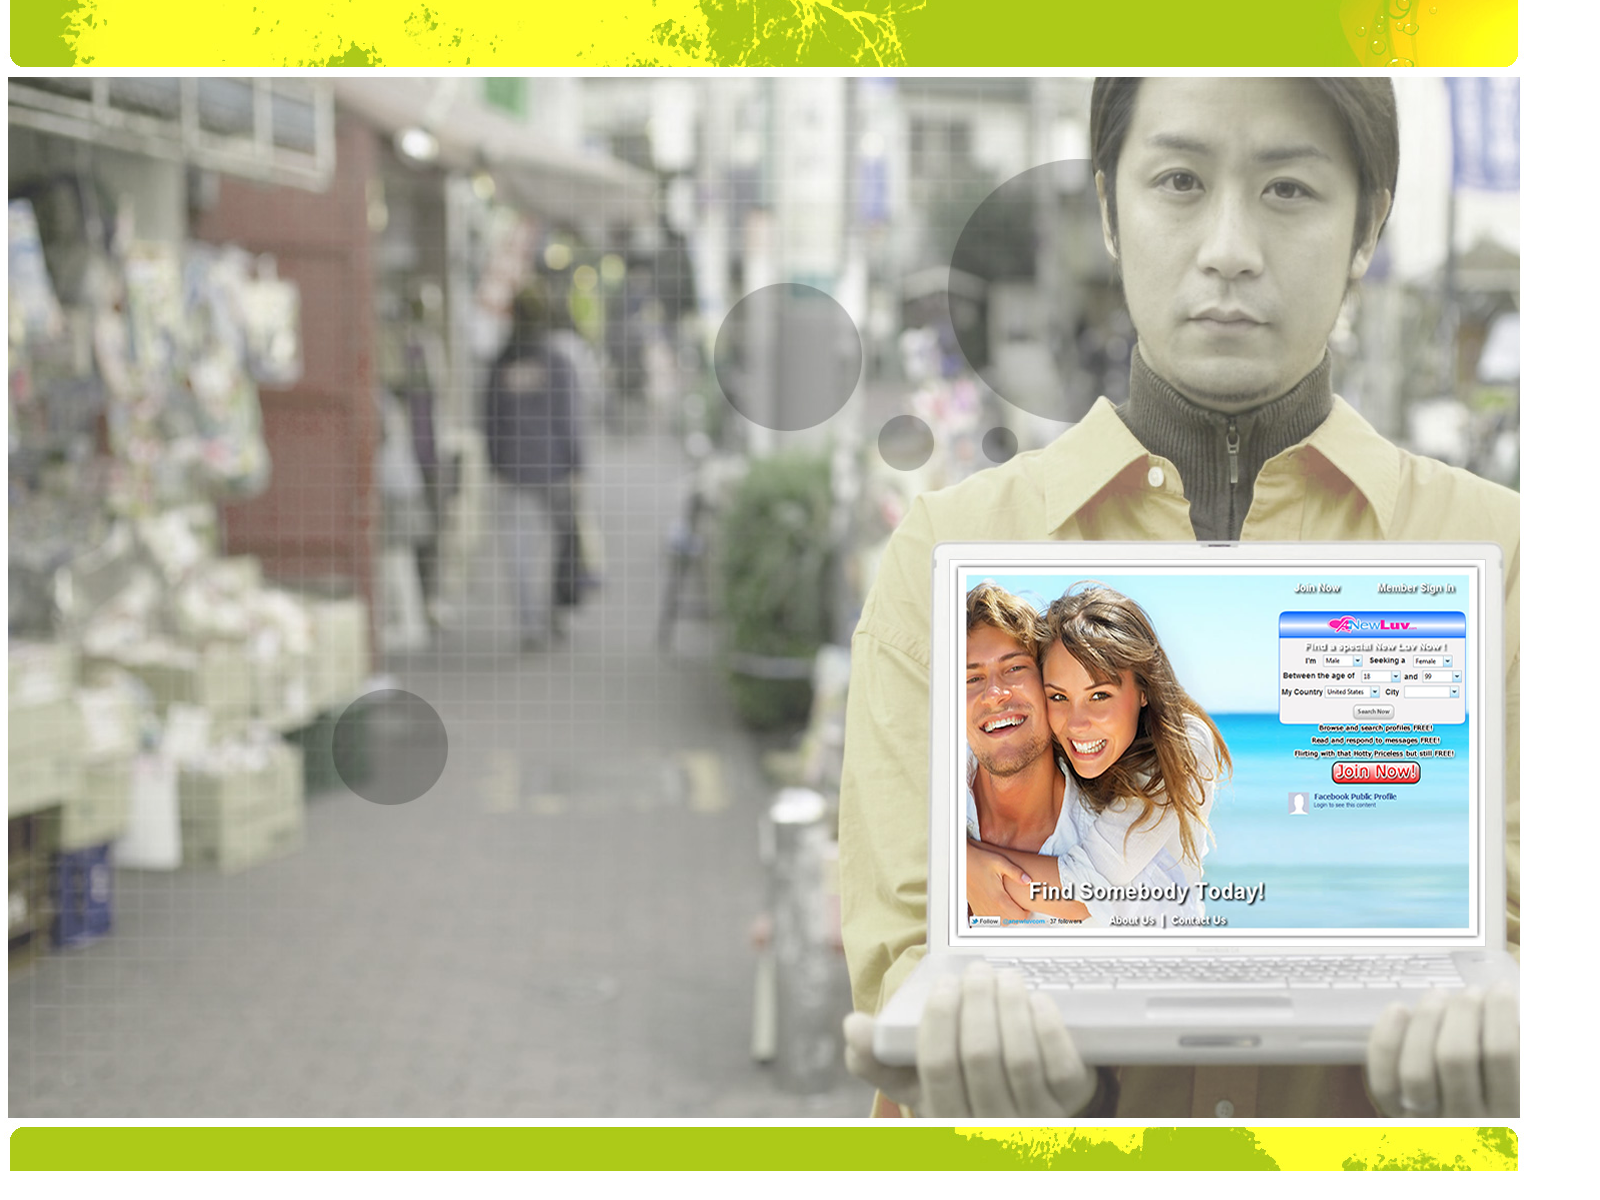 Join Now Member Sign In
NewLuv
Find a special New Luv Now!
I'm Male Seeking a Female
Between the age of 18 and 99
My Country United States City
Search Now
Browse and search profiles FREE!
Read and respond to messages FREE!
Flirting with that Hotty Priceless but still FREE!
Join Now!
Facebook Public Profile
Login to see this content
Find Somebody Today!
Follow 37 followers
About Us | Contact Us